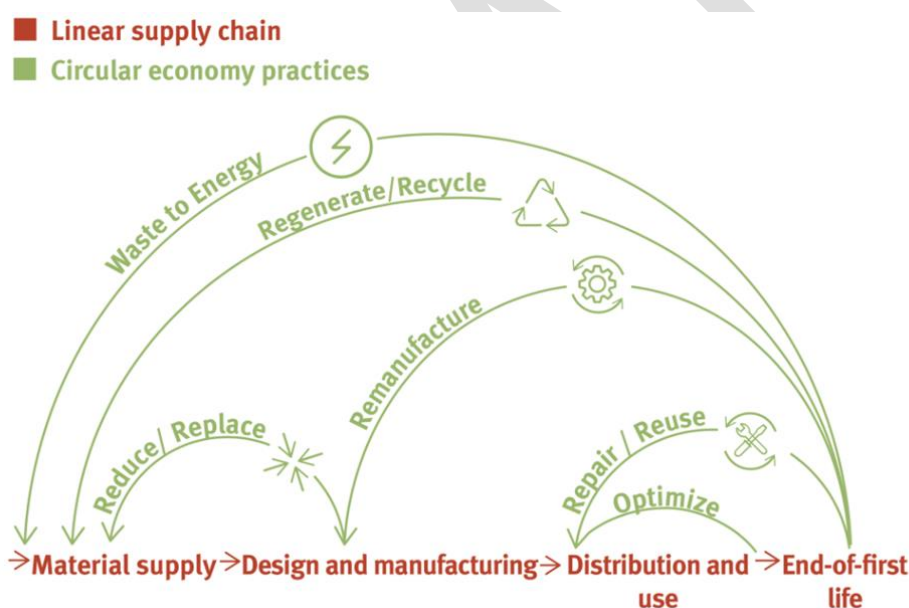 Linear supply chain
Circular economy practices
Waste to Energy
Regenerate/Recycle
Remanufacture
Reduce/ Replace
Repair / Reuse
Optimize
Material supply
Design and manufacturing
Distribution and
use
End-of-first
life